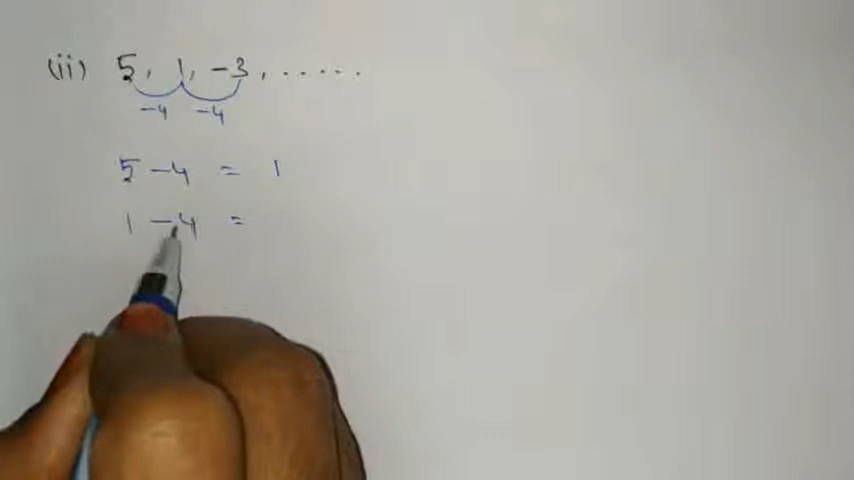 (ii) 5, 1, -3, ......
-4 -4
5 - 4 = 1
1 - 4 =